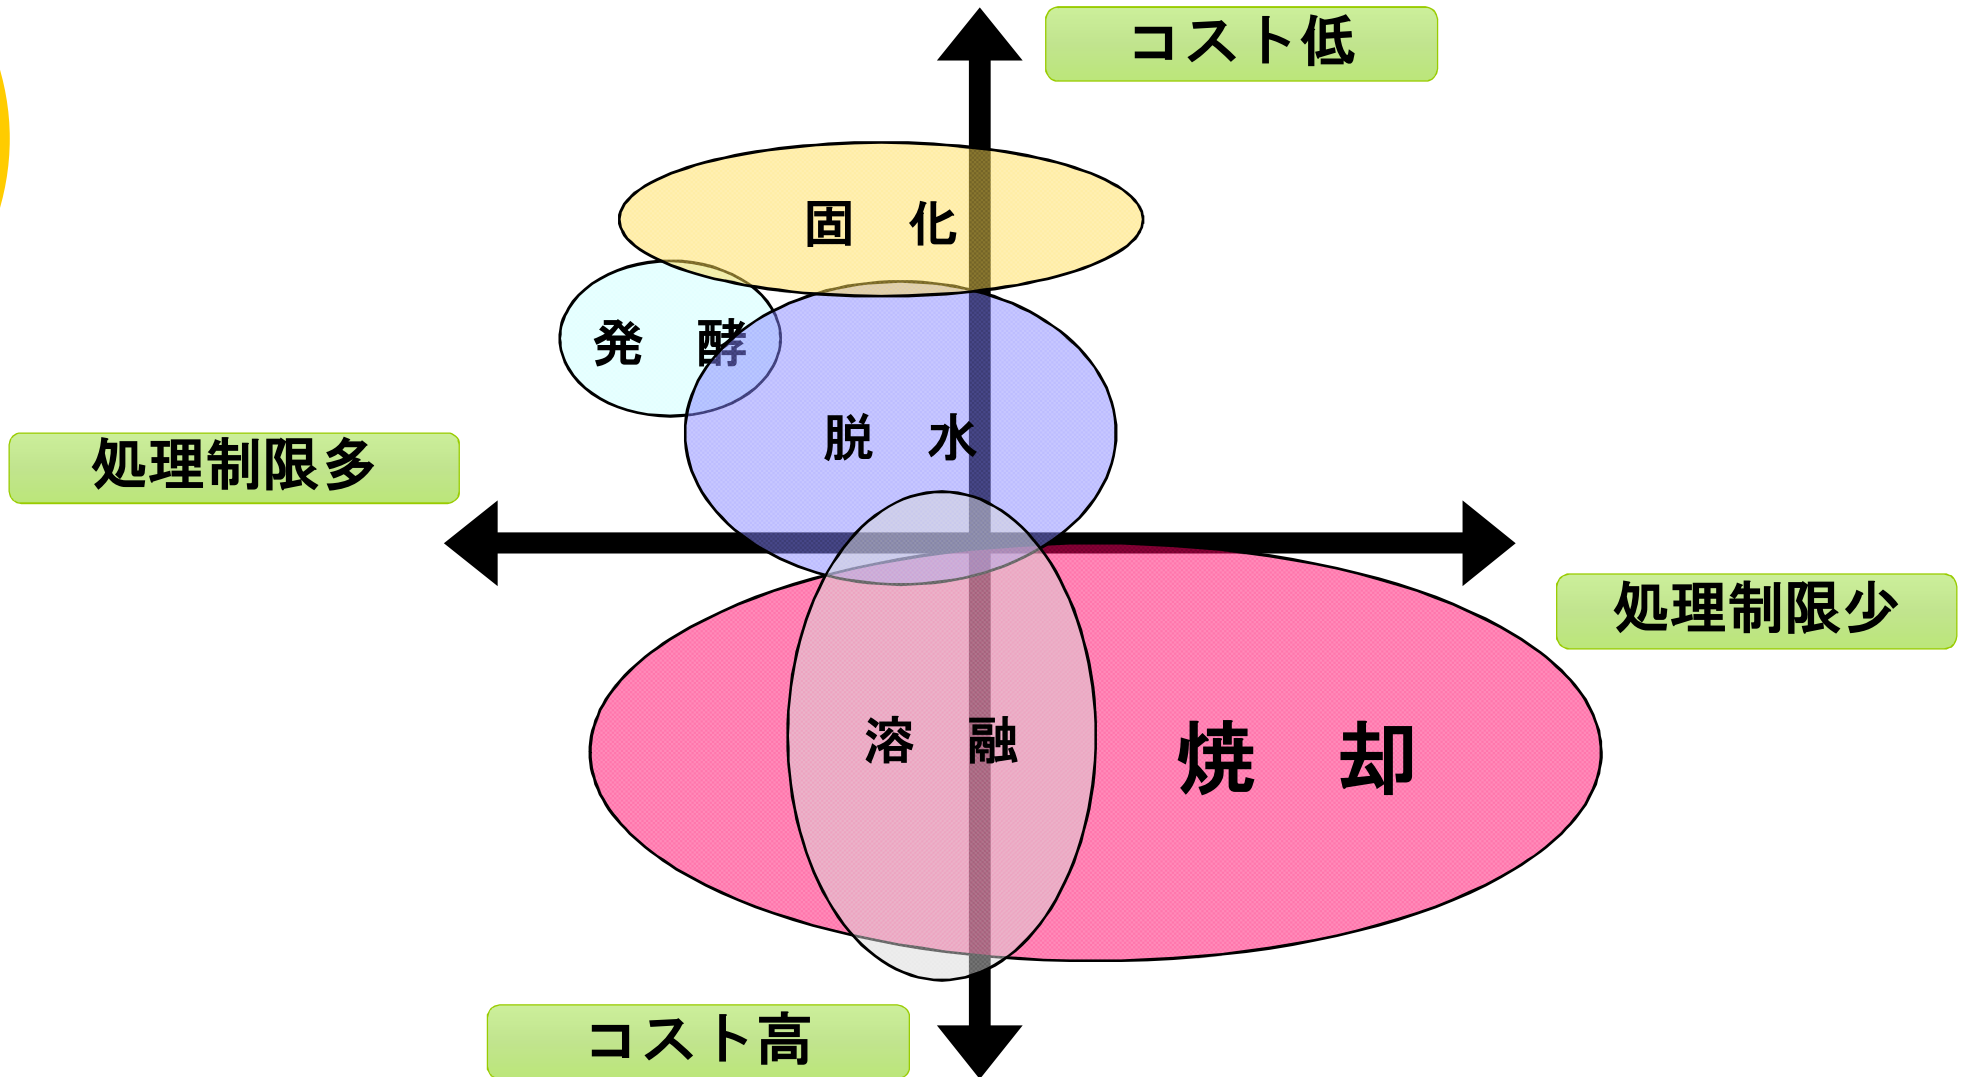 コスト低
固　化
発　酵
脱　水
処理制限多
処理制限少
溶　融
焼　却
コスト高